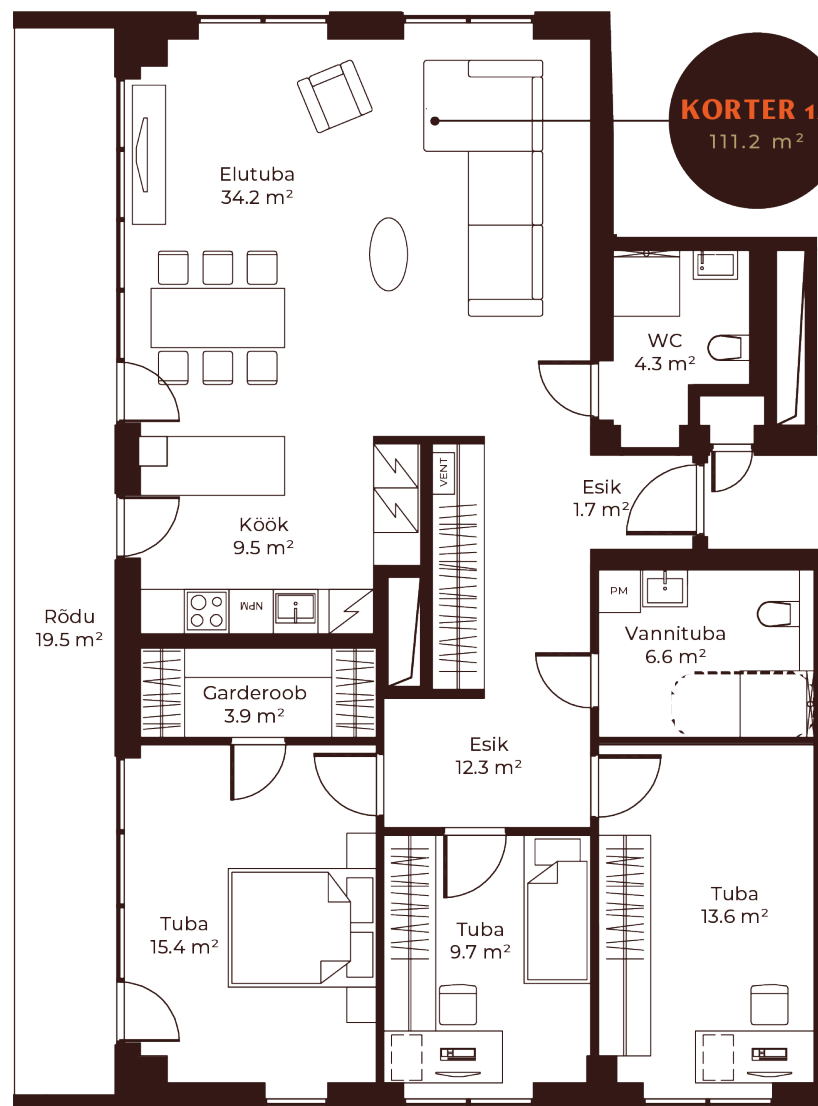 KORTER 1
111.2 m²
Elutuba
34.2 m²
WC
4.3 m²
VENT
Esik
1.7 m²
Köök
9.5 m²
NPM
PM
Rõdu
19.5 m²
Vannituba
6.6 m²
Garderoob
3.9 m²
Esik
12.3 m²
Tuba
15.4 m²
Tuba
9.7 m²
Tuba
13.6 m²